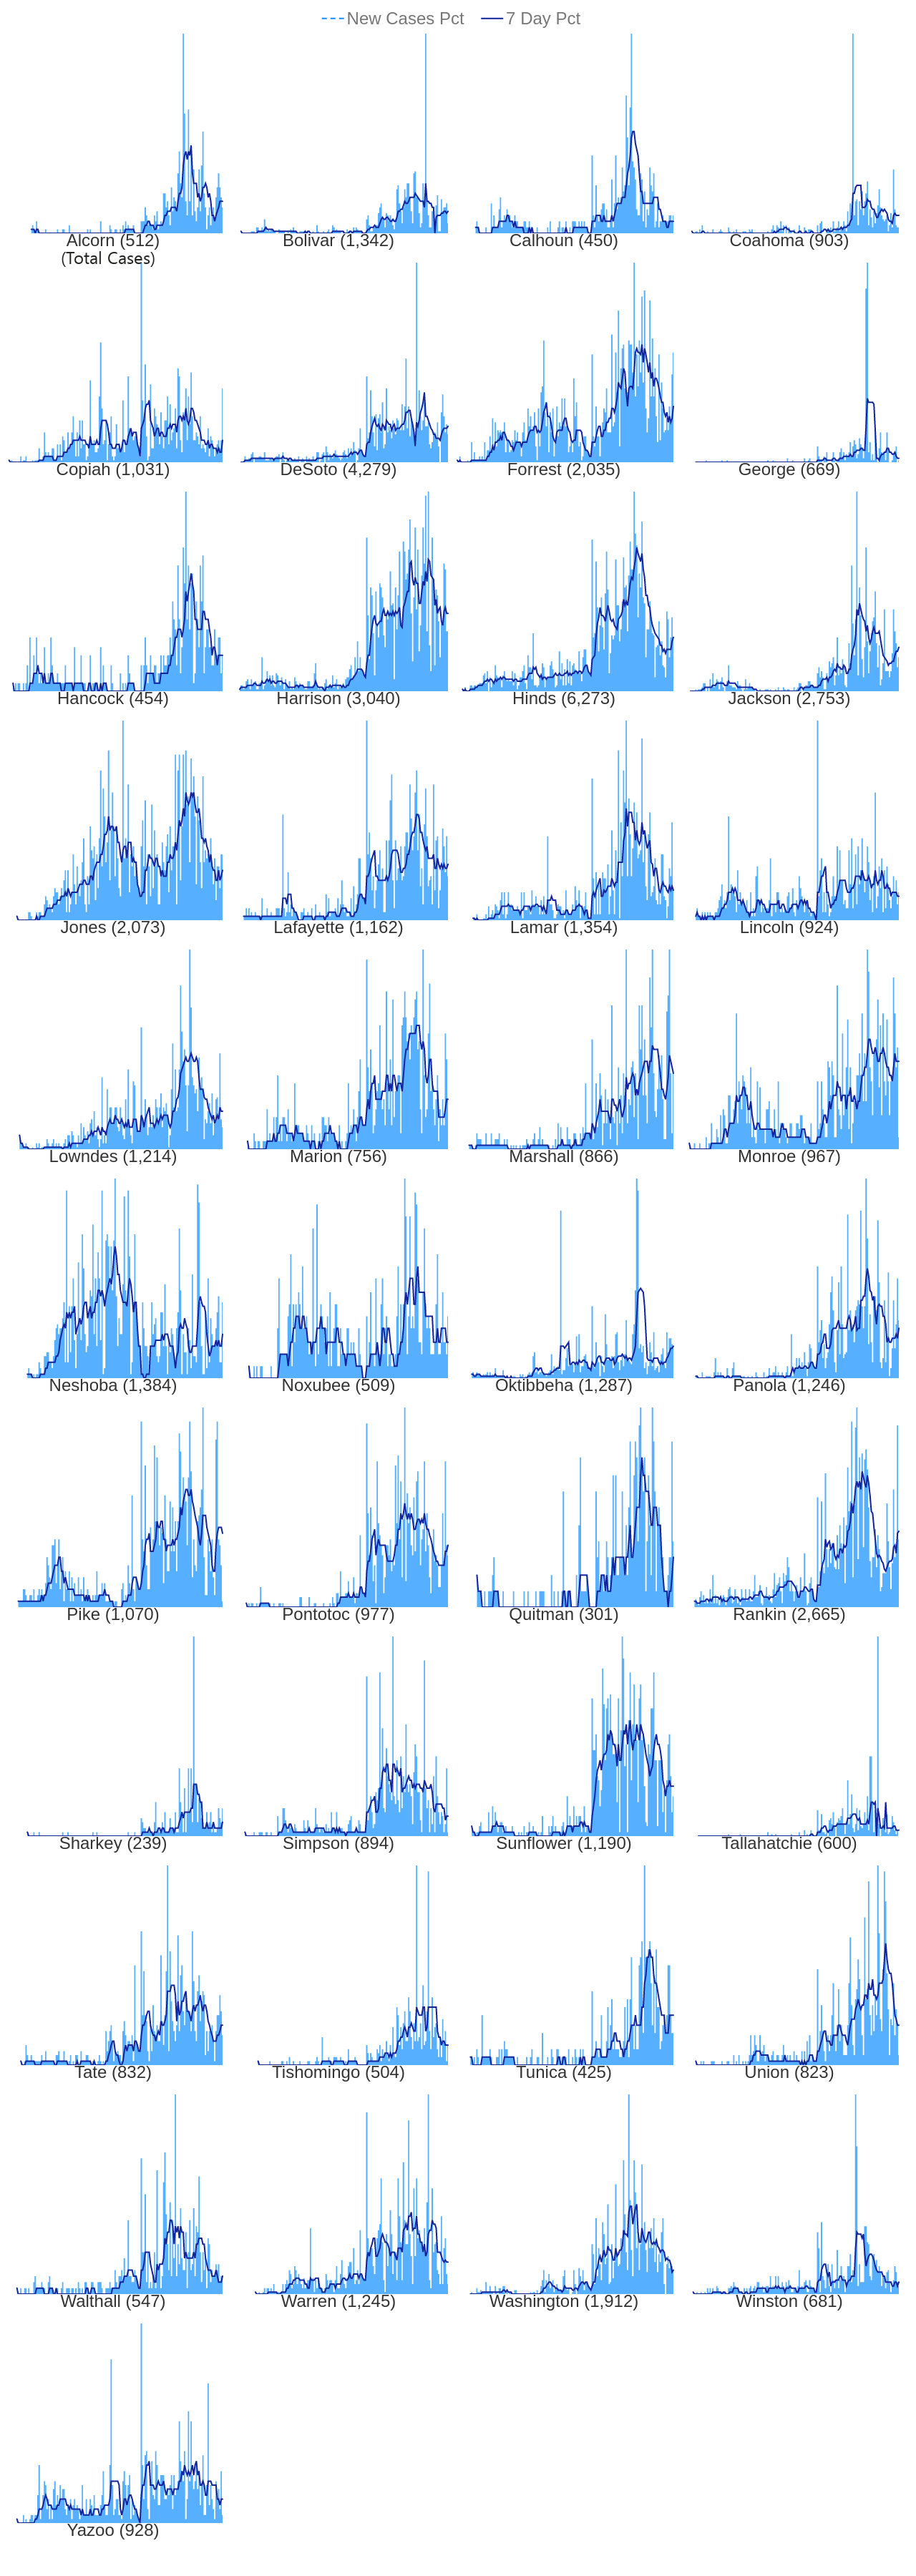 New Cases Pct 7 Day Pct
Alcorn (512) Bolivar (1,342) Calhoun (450) Coahoma (903)
(Total Cases)
Copiah (1,031) DeSoto (4,279) Forrest (2,035) George (669)
Hancock (454) Harrison (3,040) Hinds (6,273) Jackson (2,753)
Jones (2,073) Lafayette (1,162) Lamar (1,354) Lincoln (924)
Lowndes (1,214) Marion (756) Marshall (866) Monroe (967)
Neshoba (1,384) Noxubee (509) Oktibbeha (1,287) Panola (1,246)
Pike (1,070) Pontotoc (977) Quitman (301) Rankin (2,665)
Sharkey (239) Simpson (894) Sunflower (1,190) Tallahatchie (600)
Tate (832) Tishomingo (504) Tunica (425) Union (823)
Walthall (547) Warren (1,245) Washington (1,912) Winston (681)
Yazoo (928)